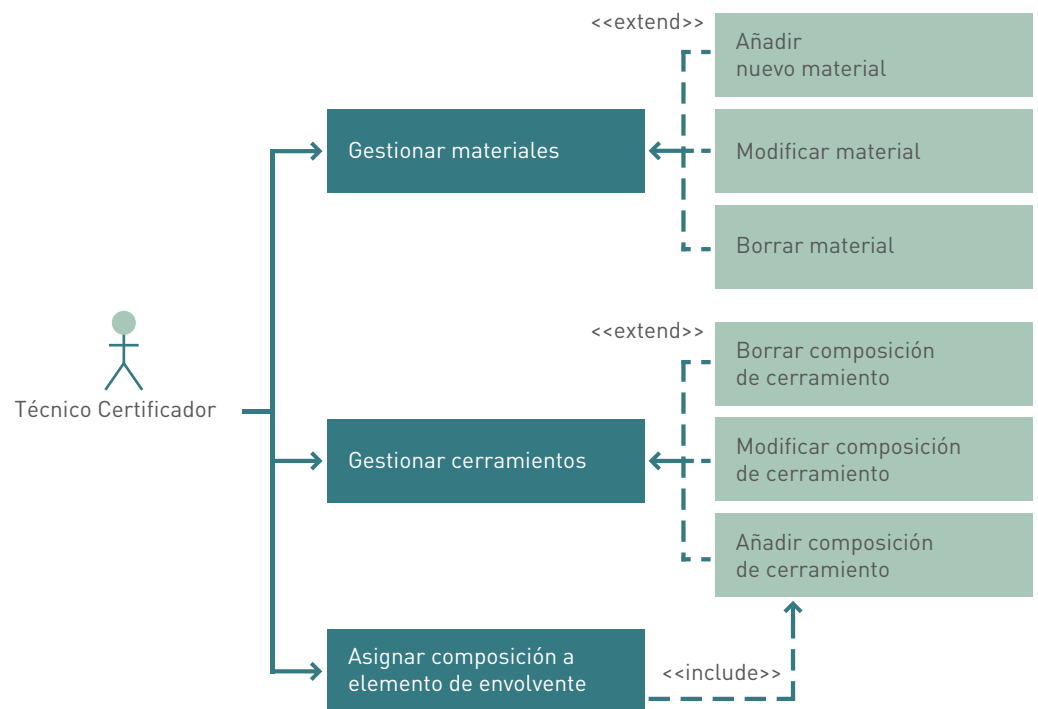 <<extend>>
Añadir
nuevo material
Gestionar materiales
Modificar material
Borrar material
<<extend>>
Borrar composición
de cerramiento
Técnico Certificador
Gestionar cerramientos
Modificar composición
de cerramiento
Añadir composición
de cerramiento
Asignar composición a
elemento de envolvente
<<include>>